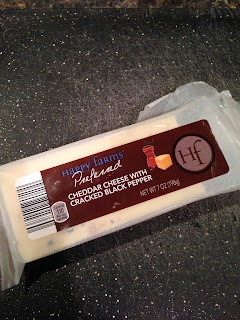 Happy Farms
Preferred
CHEDDAR CHEESE WITH
CRACKED BLACK PEPPER
NET WT 7 OZ (198g)
Hf